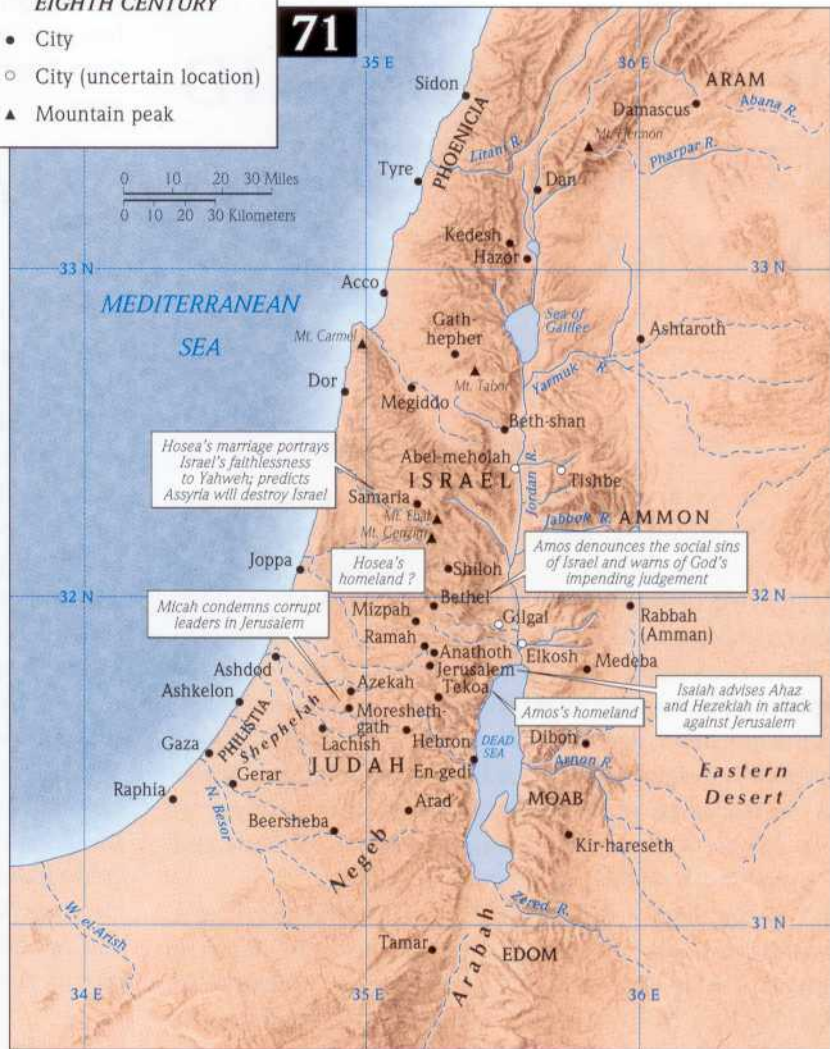 EIGHTH CENTURY
City
City (uncertain location)
Mountain peak
71
35 E
36 E
ARAM
Sidon
Damascus
Abana R.
PHOENICIA
Mt. Hermon
Litani R.
Pharpar R.
0 10 20 30 Miles
0 10 20 30 Kilometers
Tyre
Dan
Kedesh
Hazor
33 N
33 N
Acco
MEDITERRANEAN
SEA
Sea of
Galilee
Gath-
hepher
Ashtaroth
Mt. Carmel
Mt. Tabor
Yarmuk R.
Dor
Megiddo
Beth-shan
Hosea's marriage portrays
Israel's faithlessness
to Yahweh; predicts
Assyria will destroy Israel
Abel-meholah
ISRAEL
Jordan R.
Tishbe
Samaria
Mt. Ebal
Mt. Gerizim
Jabbok R.
AMMON
Amos denounces the social sins
of Israel and warns of God's
impending judgement
Joppa
Hosea's
homeland ?
Shiloh
32 N
32 N
Bethel
Micah condemns corrupt
leaders in Jerusalem
Mizpah
Gilgal
Rabbah
(Amman)
Ramah
Anathoth
Elkosh
Jerusalem
Medeba
Ashdod
Azekah
Tekoa
Isaiah advises Ahaz
and Hezekiah in attack
against Jerusalem
Ashkelon
Moresheth-
gath
Amos's homeland
PHILISTIA
Shephelah
Lachish
Hebron
DEAD
SEA
Dibon
Gaza
JUDAH
En-gedi
Arnon R.
Eastern
Desert
Gerar
Raphia
N. Besor
Arad
MOAB
Beersheba
Negeb
Kir-hareseth
Zered R.
W. el-Arish
31 N
Tamar
Arabah
EDOM
34 E
35 E
36 E